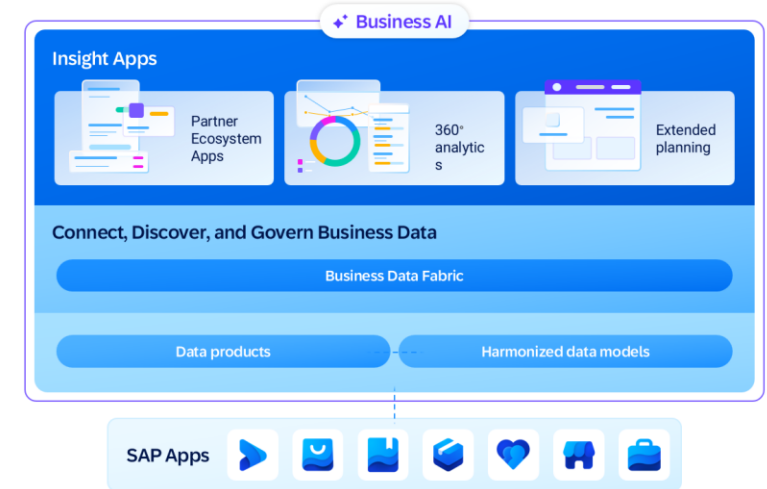 Business AI
Insight Apps
Partner
Ecosystem
Apps
360°
analytic
s
Extended
planning
Connect, Discover, and Govern Business Data
Business Data Fabric
Data products
Harmonized data models
SAP Apps